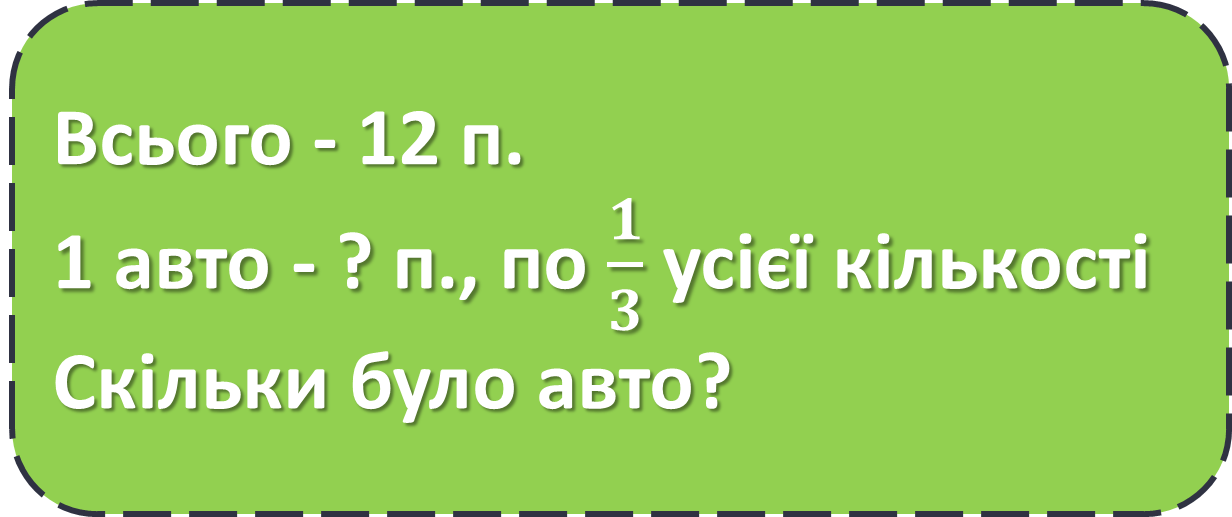 Всього - 12 п.
1 авто - ? п., по 1/3 усієї кількості
Скільки було авто?